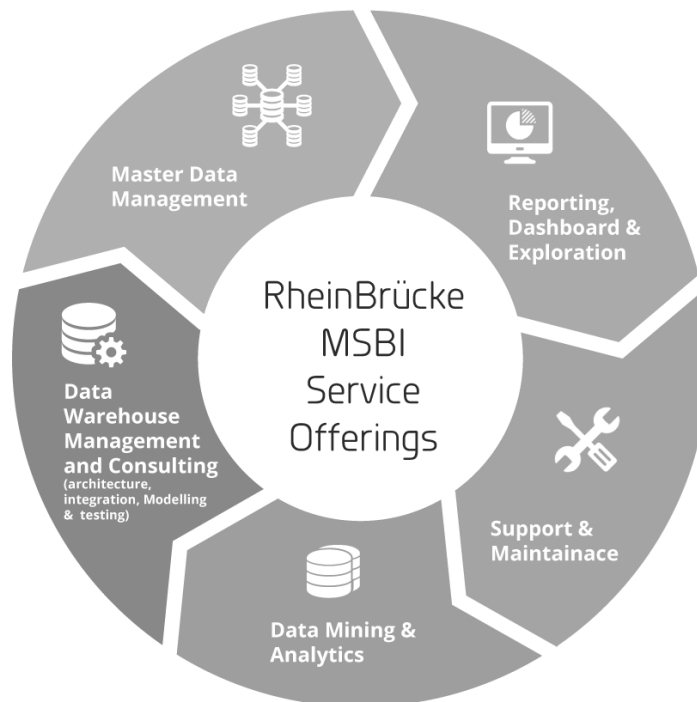 Master Data
Management
Reporting,
Dashboard &
Exploration
RheinBrücke
MSBI
Service
Offerings
Data
Warehouse
Management
and Consulting
(architecture,
integration, Modelling
& testing)
Support &
Maintainace
Data Mining &
Analytics